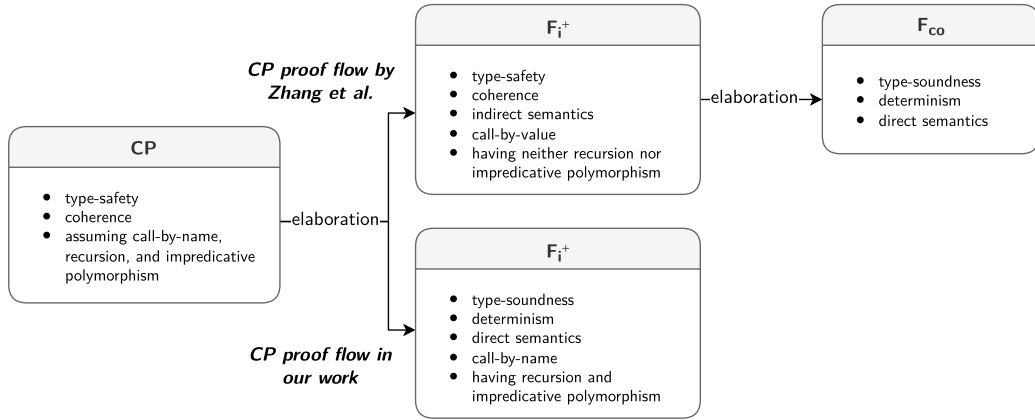 CP
• type-safety
• coherence
• assuming call-by-name,
recursion, and impredicative
polymorphism
elaboration
CP proof flow by
Zhang et al.
Fi+
• type-safety
• coherence
• indirect semantics
• call-by-value
• having neither recursion nor
impredicative polymorphism
elaboration
Fco
• type-soundness
• determinism
• direct semantics
CP proof flow in
our work
Fi+
• type-soundness
• determinism
• direct semantics
• call-by-name
• having recursion and
impredicative polymorphism